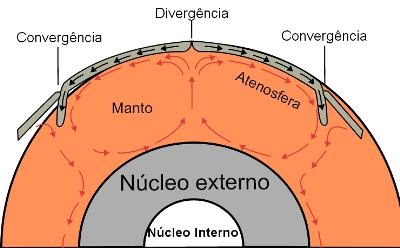 Divergência
Convergência
Convergência
Atenosfera
Manto
Núcleo externo
Núcleo Interno